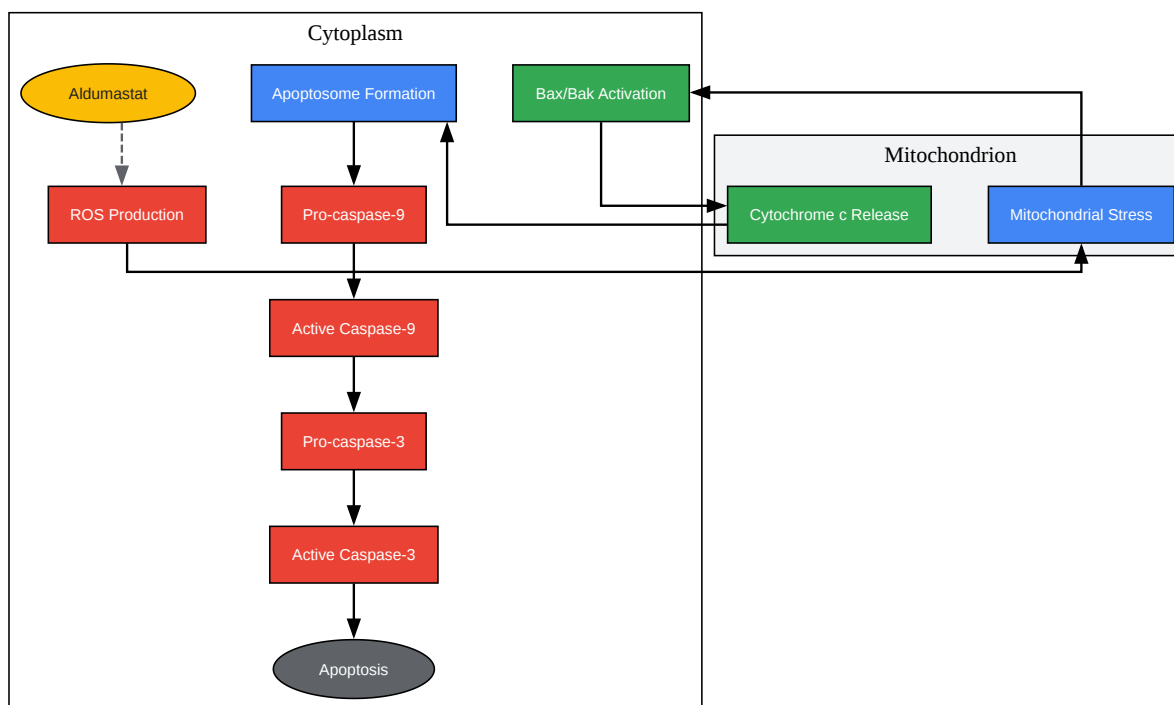 Cytoplasm
Aldumastat
Apoptosome Formation
Bax/Bak Activation
Mitochondrion
ROS Production
Pro-caspase-9
Cytochrome c Release
Mitochondrial Stress
Active Caspase-9
Pro-caspase-3
Active Caspase-3
Apoptosis